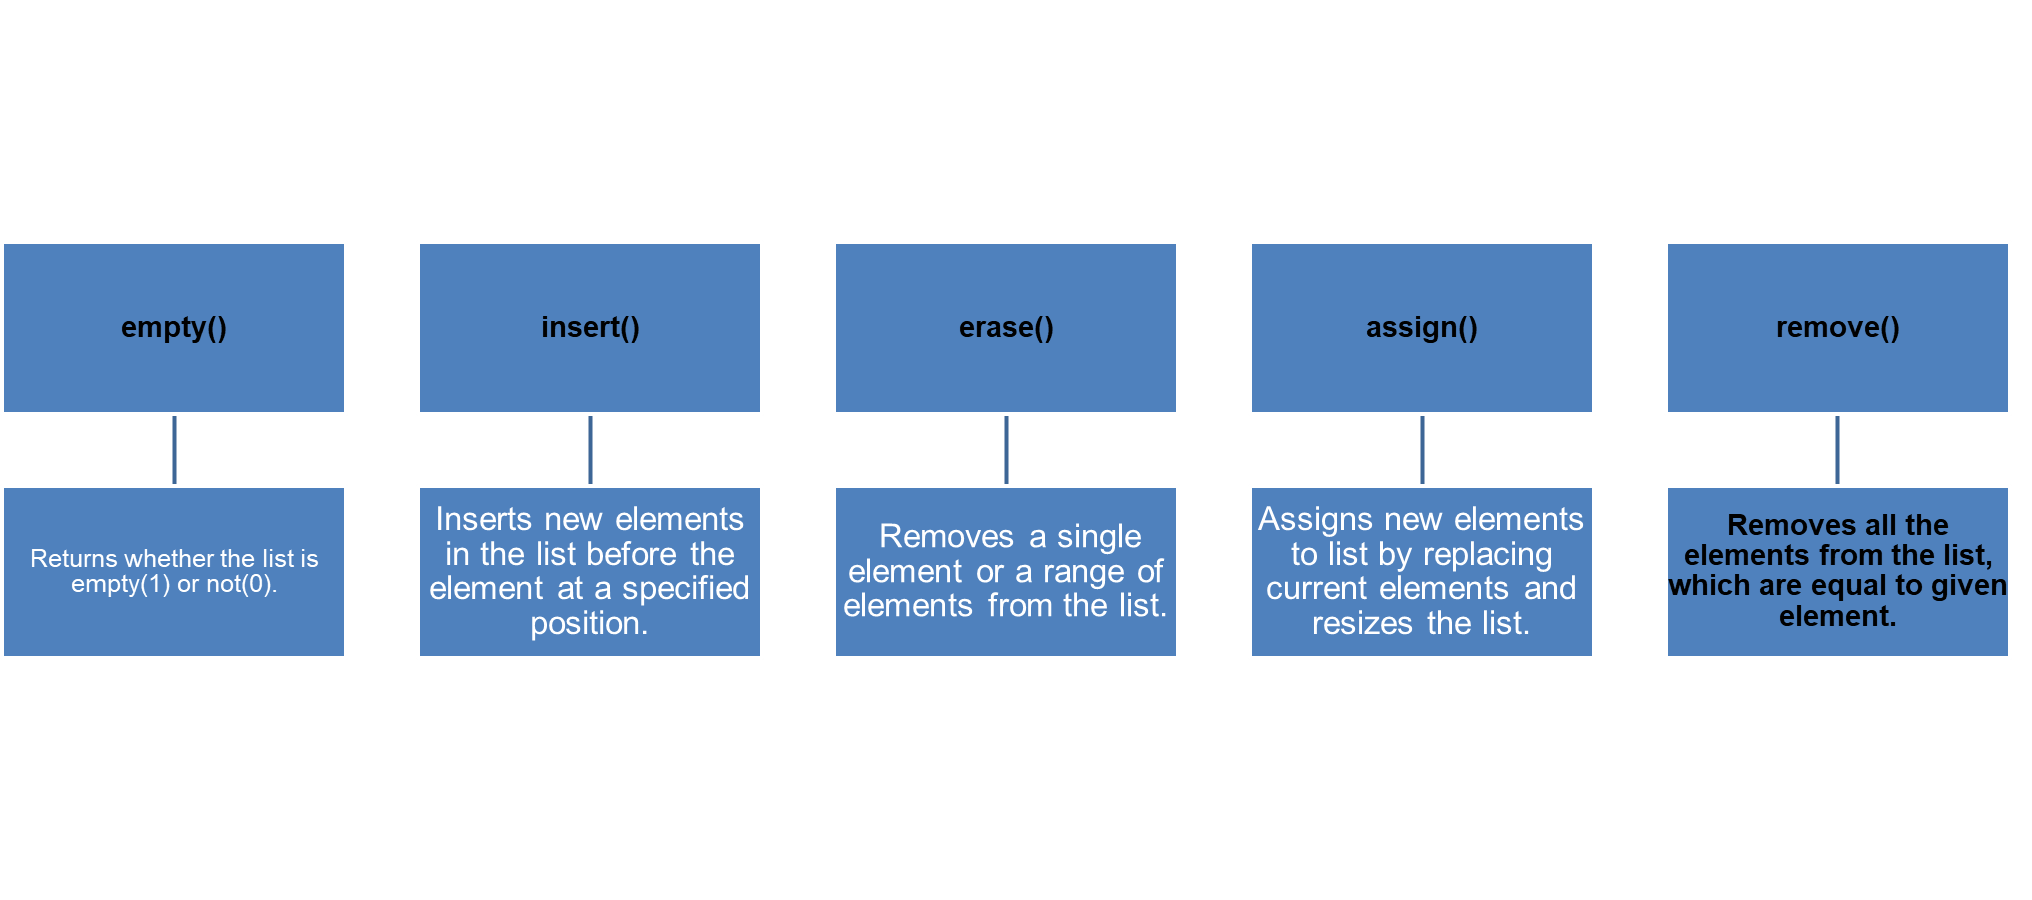 empty()
insert()
erase()
assign()
remove()
Returns whether the list is
empty(1) or not(0).
Inserts new elements
in the list before the
element at a specified
position.
Removes a single
element or a range of
elements from the list.
Assigns new elements
to list by replacing
current elements and
resizes the list.
Removes all the
elements from the list,
which are equal to given
element.